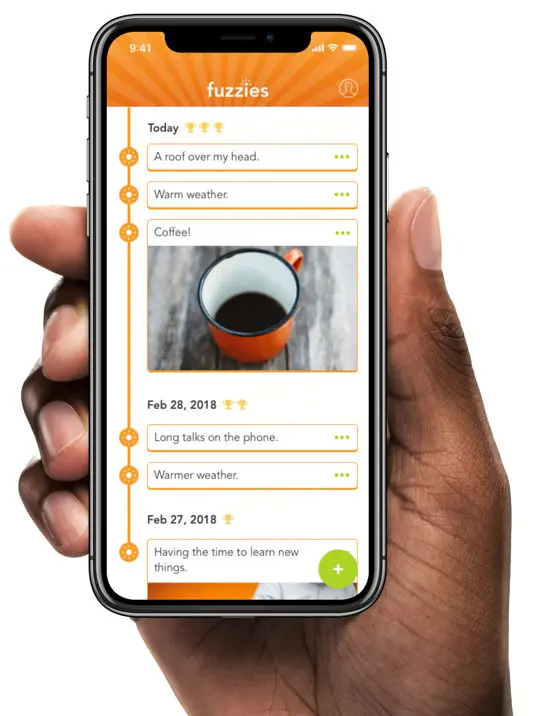 9:41
fuzzies
Today
A roof over my head.
Warm weather.
Coffee!
Feb 28, 2018
Long talks on the phone.
Warmer weather.
Feb 27, 2018
Having the time to learn new
things.